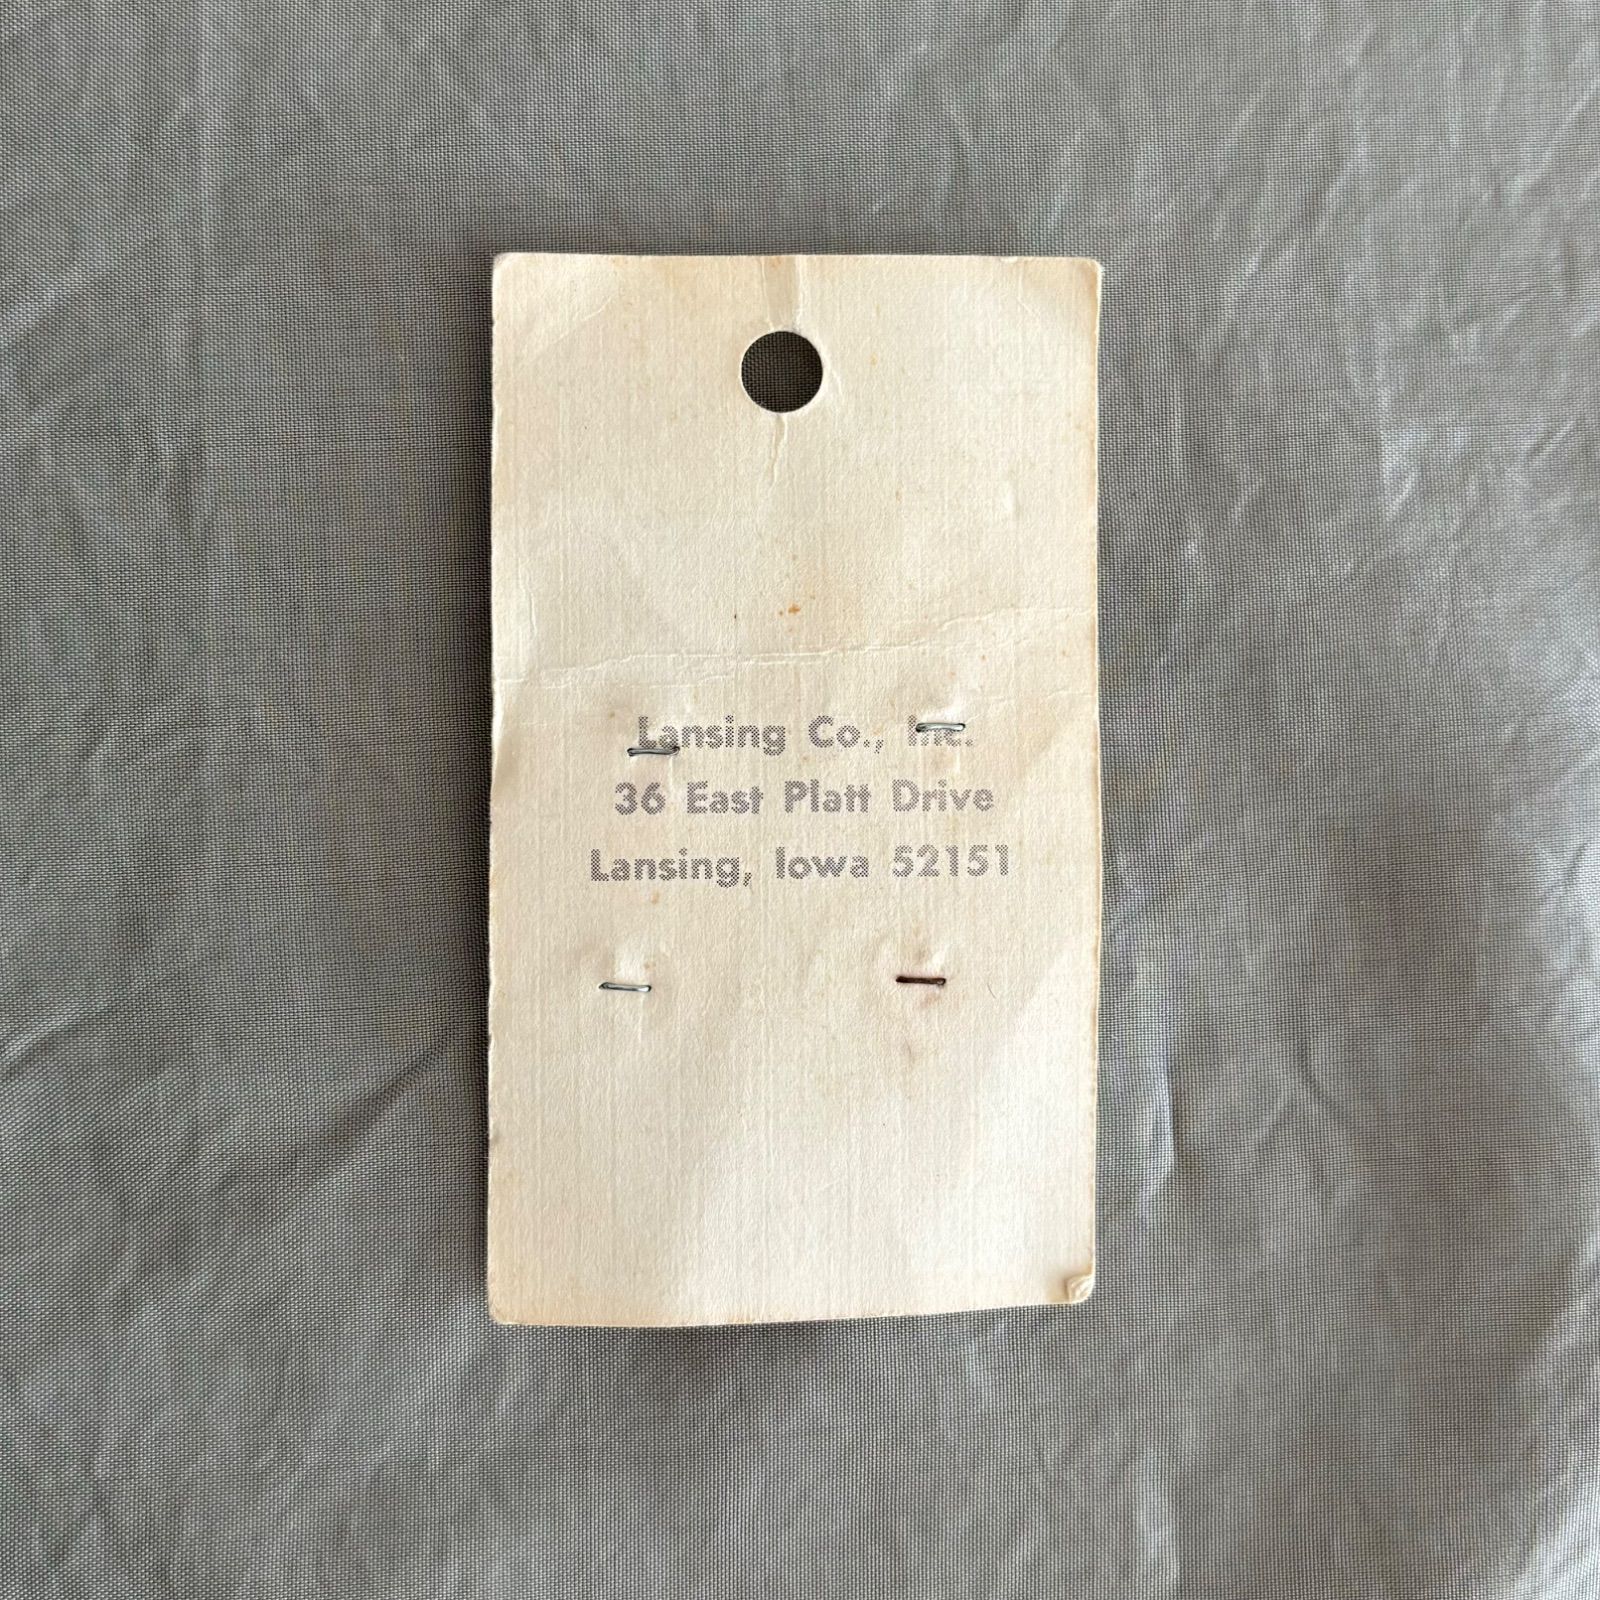 Lansing Co., Inc.
36 East Platt Drive
Lansing, Iowa 52151